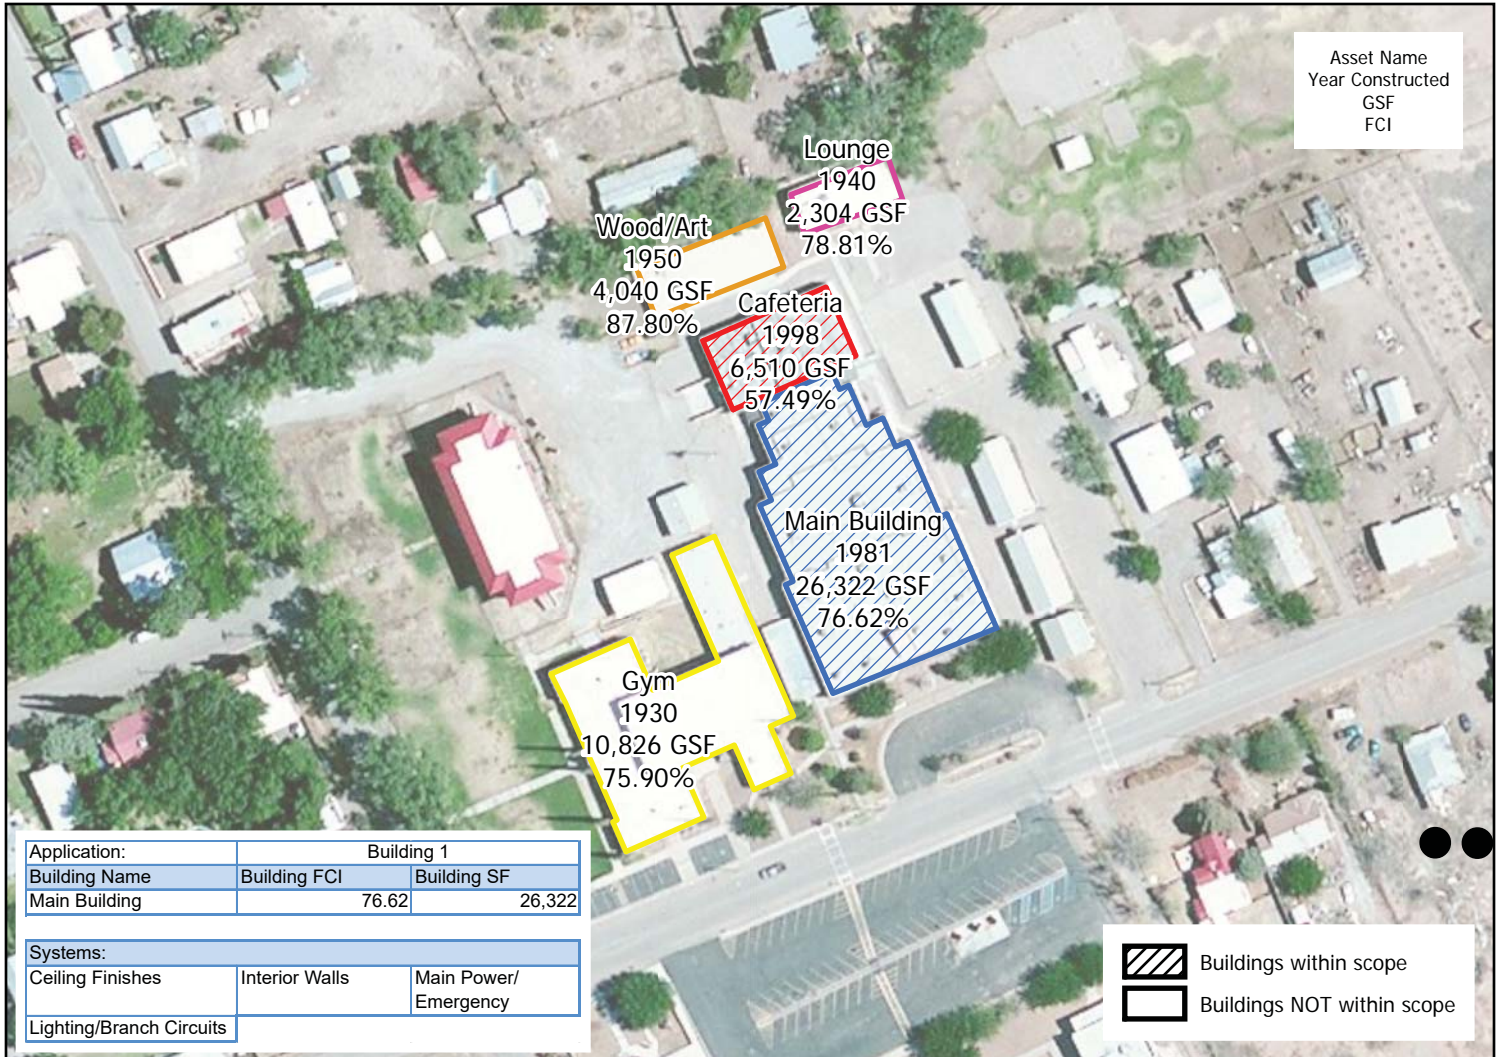 Asset Name
Year Constructed
GSF
FCI
Lounge
1940
2,304 GSF
78.81%
Wood/Art
1950
4,040 GSF
87.80%
Cafeteria
1998
6,510 GSF
57.49%
Main Building
1981
26,322 GSF
76.62%
Gym
1930
10,826 GSF
75.90%
Application: Building 1
Building Name Building FCI Building SF
Main Building 76.62 26,322
Systems:
Ceiling Finishes Interior Walls Main Power/
Emergency
Lighting/Branch Circuits
Buildings within scope
Buildings NOT within scope